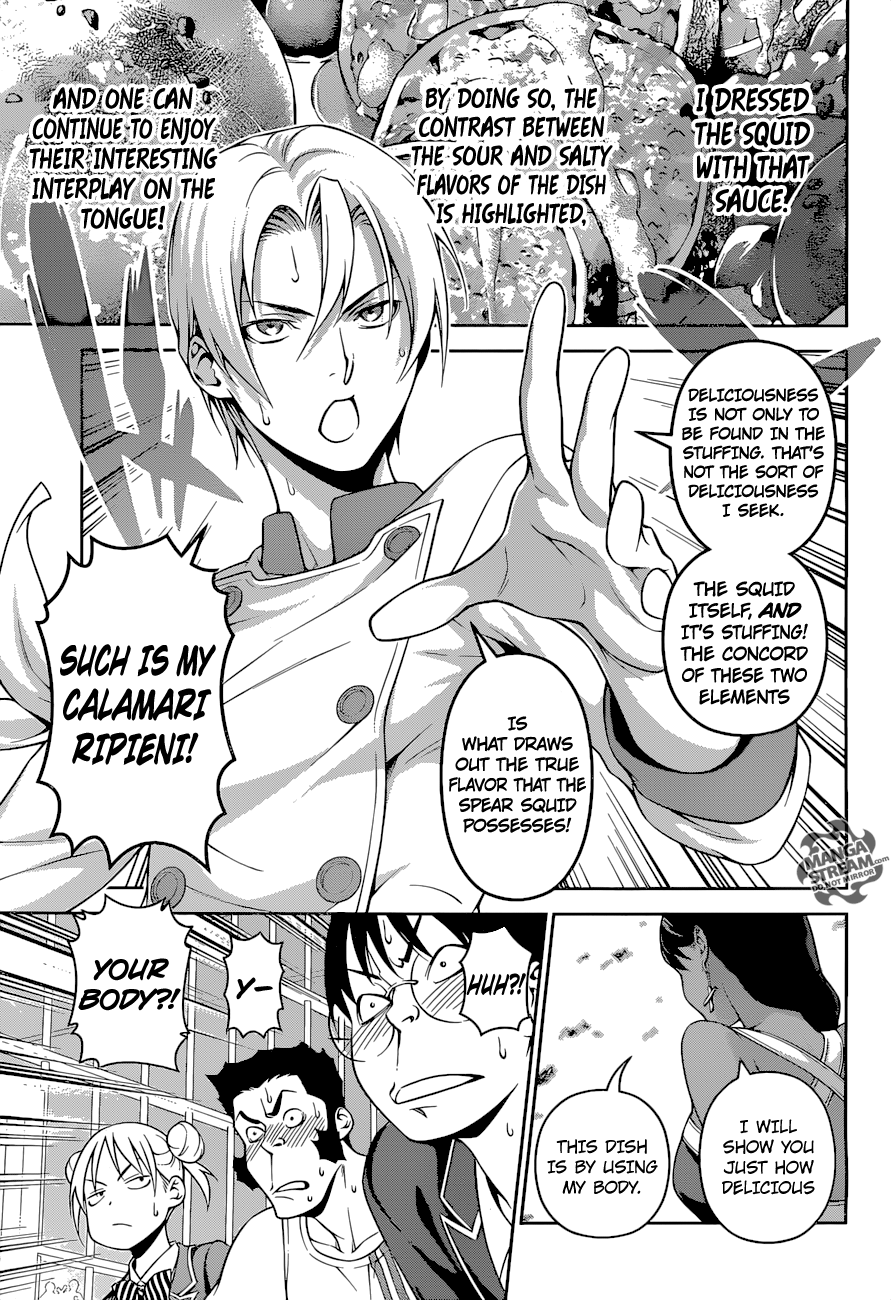 I DRESSED
THE SQUID
WITH THAT
SAUCE!
BY DOING SO, THE
CONTRAST BETWEEN
THE SOUR AND SALTY
FLAVORS OF THE DISH
IS HIGHLIGHTED,
AND ONE CAN
CONTINUE TO ENJOY
THEIR INTERESTING
INTERPLAY ON THE
TONGUE!
DELICIOUSNESS
IS NOT ONLY TO
BE FOUND IN THE
STUFFING. THAT'S
NOT THE SORT OF
DELICIOUSNESS
I SEEK.
THE SQUID
ITSELF, AND
IT'S STUFFING!
THE CONCORD
OF THESE TWO
ELEMENTS
IS
WHAT DRAWS
OUT THE TRUE
FLAVOR THAT THE
SPEAR SQUID
POSSESSES!
SUCH IS MY
CALAMARI
RIPIENI!
MANGA
STREAM.com
DO NOT MIRROR
I WILL
SHOW YOU
JUST HOW
DELICIOUS
THIS DISH
IS BY USING
MY BODY.
HUH?!
Y-
YOUR
BODY?!